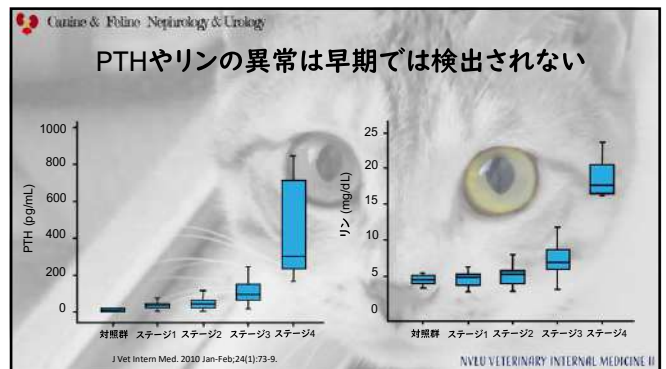 Canine & Feline Nephrology & Urology
PTHやリンの異常は早期では検出されない
PTH (pg/mL)
1000
800
600
400
200
0
対照群 ステージ1 ステージ2 ステージ3 ステージ4
リン (mg/dL)
25
20
15
10
5
0
対照群 ステージ1 ステージ2 ステージ3 ステージ4
J Vet Intern Med. 2010 Jan-Feb;24(1):73-9.
NVLU VETERINARY INTERNAL MEDICINE II